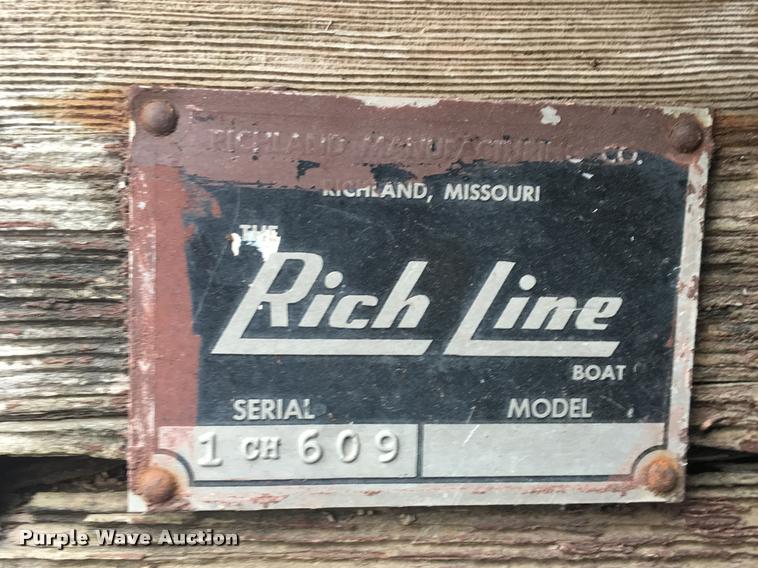 RICHLAND MANUFACTURING CO.
RICHLAND, MISSOURI
THE
Rich Line
BOAT
SERIAL MODEL
1 CH 609
Purple Wave Auction